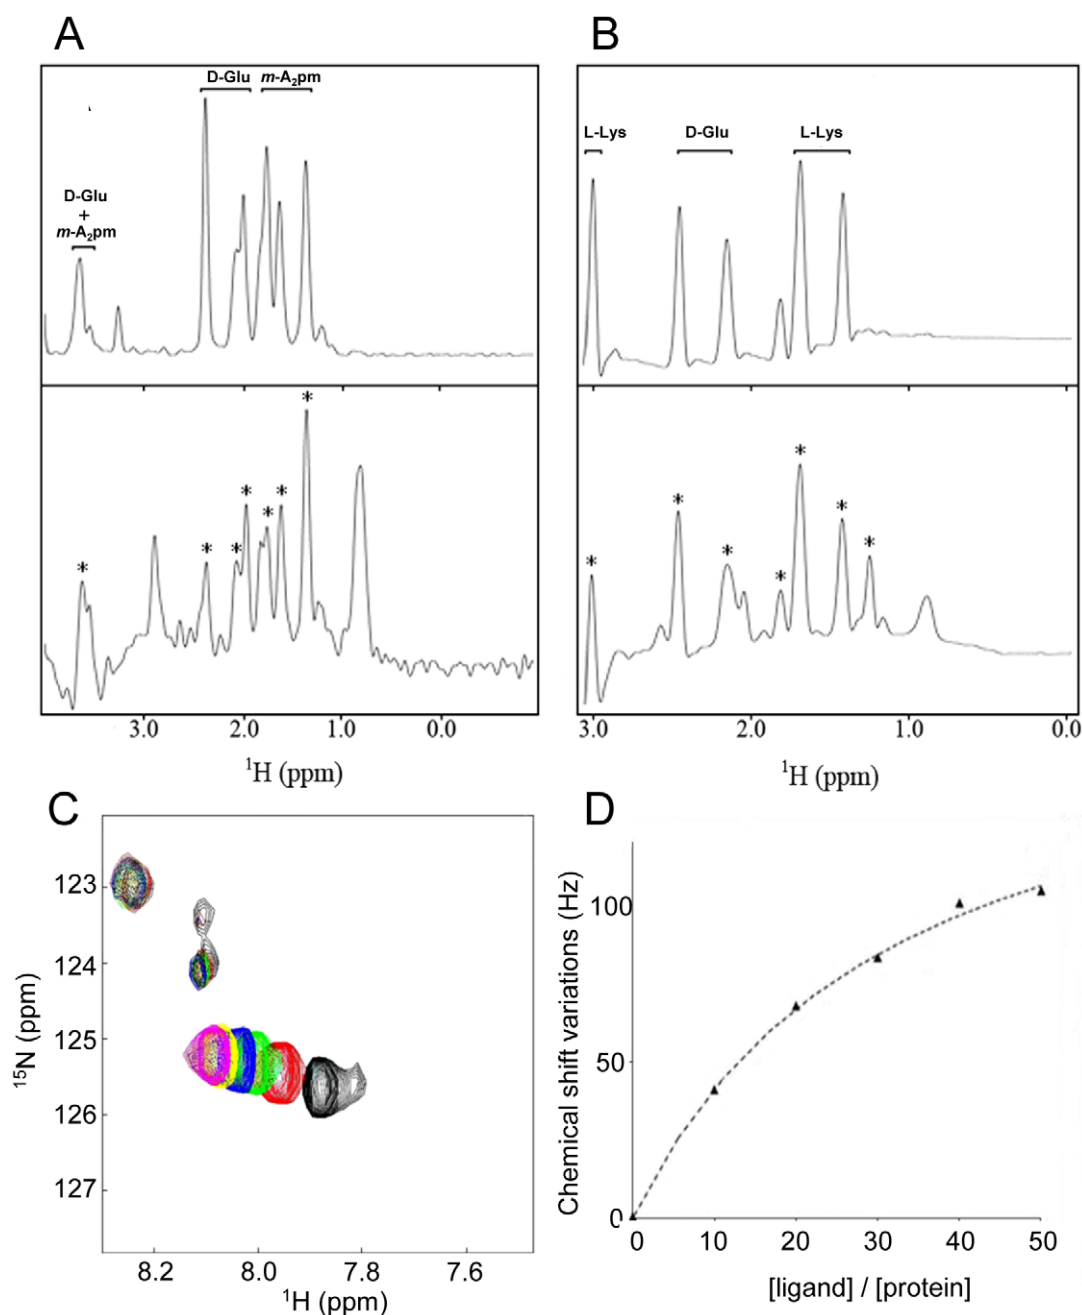 A
D-Glu m-A₂pm
D-Glu
+
m-A₂pm
* * * * * * *
3.0 2.0 1.0 0.0
¹H (ppm)
B
L-Lys D-Glu L-Lys
* * * * * * *
3.0 2.0 1.0 0.0
¹H (ppm)
C
123
124
125
126
127
¹⁵N (ppm)
8.2 8.0 7.8 7.6
¹H (ppm)
D
100
50
0
Chemical shift variations (Hz)
0 10 20 30 40 50
[ligand] / [protein]